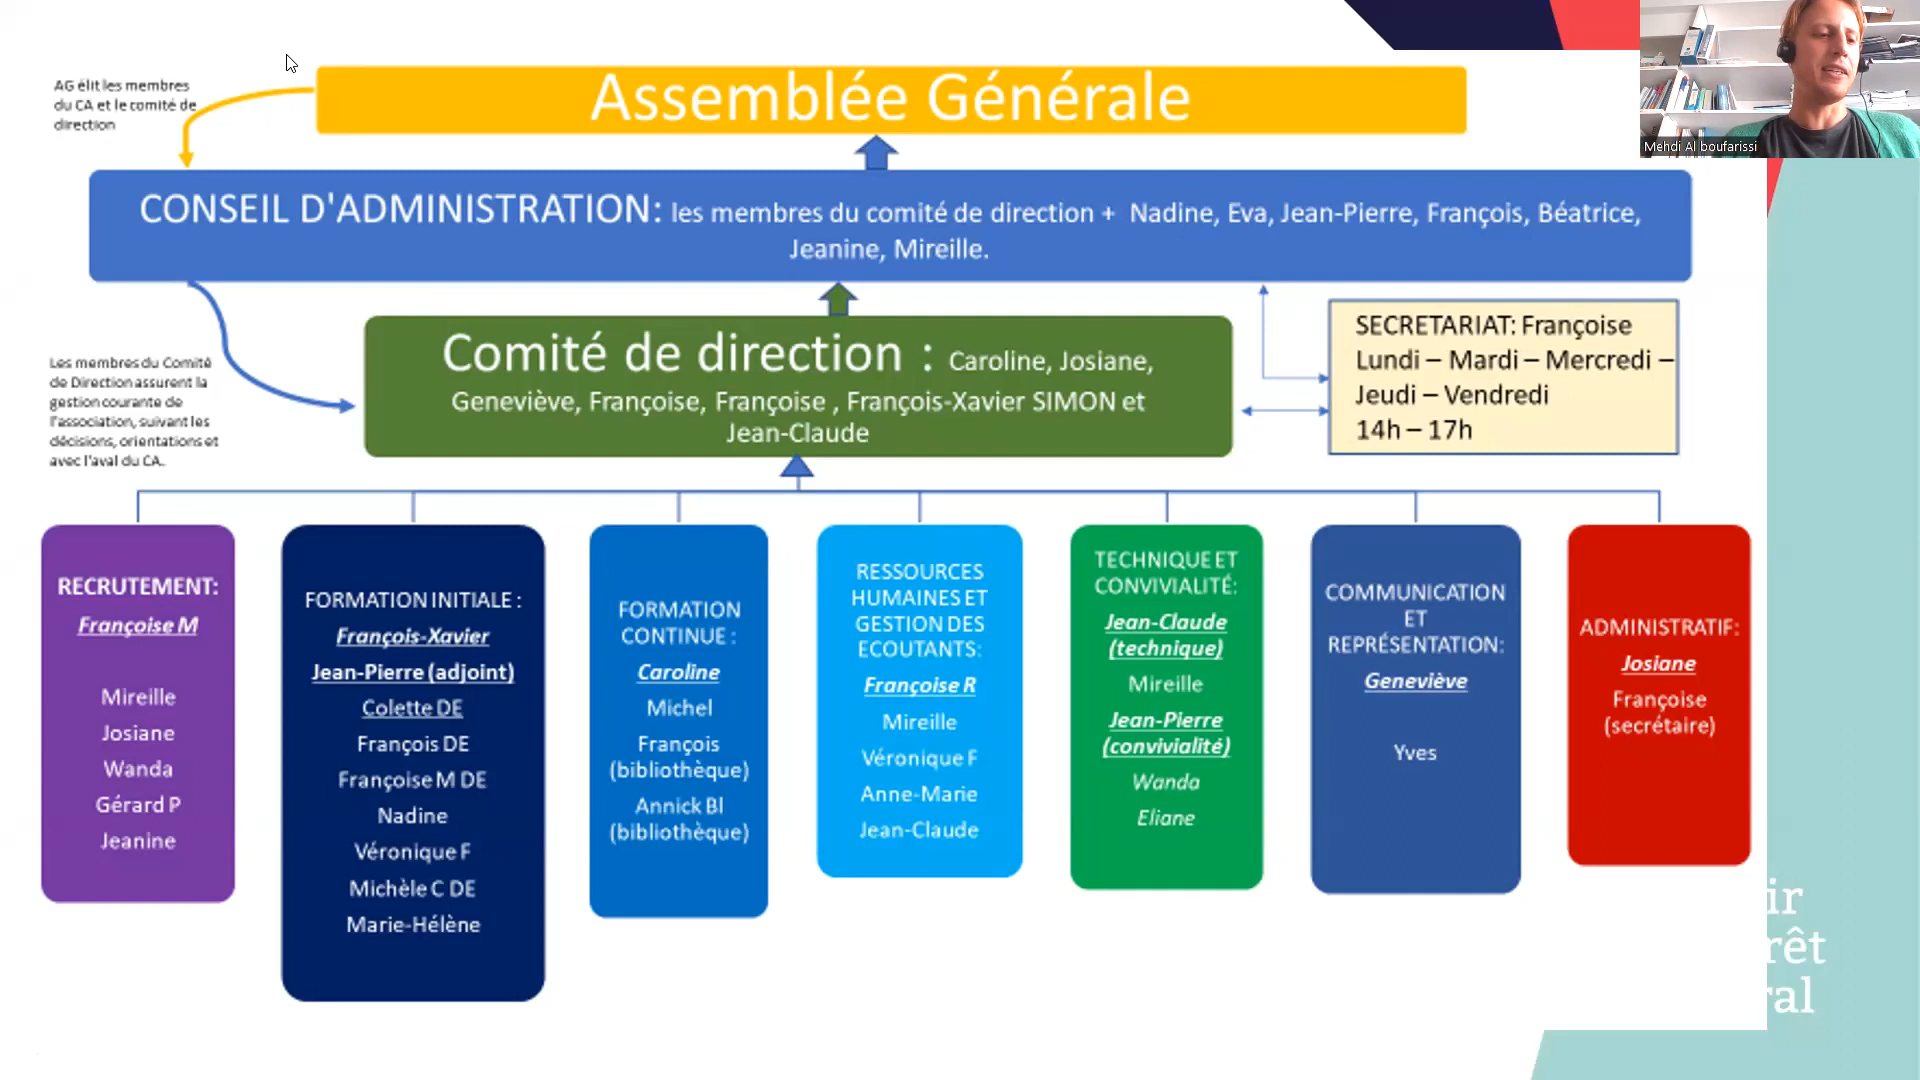 AG élit les membres
du CA et le comité de
direction
Assemblée Générale
Mehdi Al boufarissi
CONSEIL D'ADMINISTRATION: les membres du comité de direction + Nadine, Eva, Jean-Pierre, François, Béatrice,
Jeanine, Mireille.
Les membres du Comité
de Direction assurent la
gestion courante de
l'association, suivant les
décisions, orientations et
avec l'aval du CA.
Comité de direction : Caroline, Josiane,
Geneviève, Françoise, Françoise , François-Xavier SIMON et
Jean-Claude
SECRETARIAT: Françoise
Lundi – Mardi – Mercredi –
Jeudi – Vendredi
14h – 17h
RECRUTEMENT:
Françoise M
Mireille
Josiane
Wanda
Gérard P
Jeanine
FORMATION INITIALE :
François-Xavier
Jean-Pierre (adjoint)
Colette DE
François DE
Françoise M DE
Nadine
Véronique F
Michèle C DE
Marie-Hélène
FORMATION
CONTINUE :
Caroline
Michel
François
(bibliothèque)
Annick Bl
(bibliothèque)
RESSOURCES
HUMAINES ET
GESTION DES
ECOUTANTS:
Françoise R
Mireille
Véronique F
Anne-Marie
Jean-Claude
TECHNIQUE ET
CONVIVIALITÉ:
Jean-Claude
(technique)
Mireille
Jean-Pierre
(convivialité)
Wanda
Eliane
COMMUNICATION
ET
REPRÉSENTATION:
Geneviève
Yves
ADMINISTRATIF:
Josiane
Françoise
(secrétaire)
ir
rêt
ral